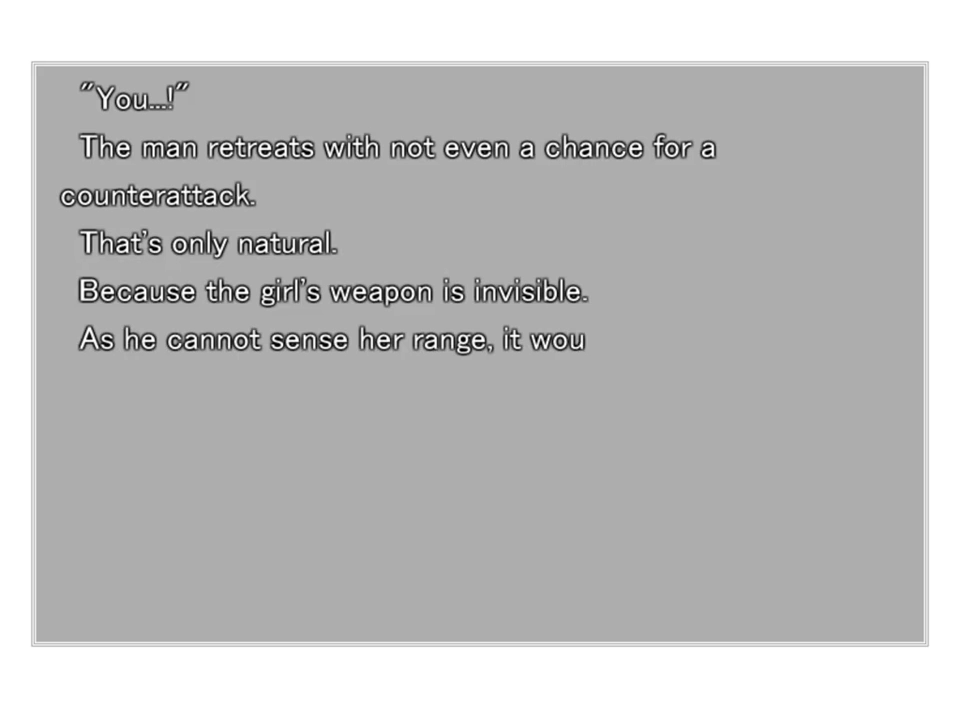 "You...!"
The man retreats with not even a chance for a
counterattack.
That's only natural.
Because the girl's weapon is invisible.
As he cannot sense her range, it wou